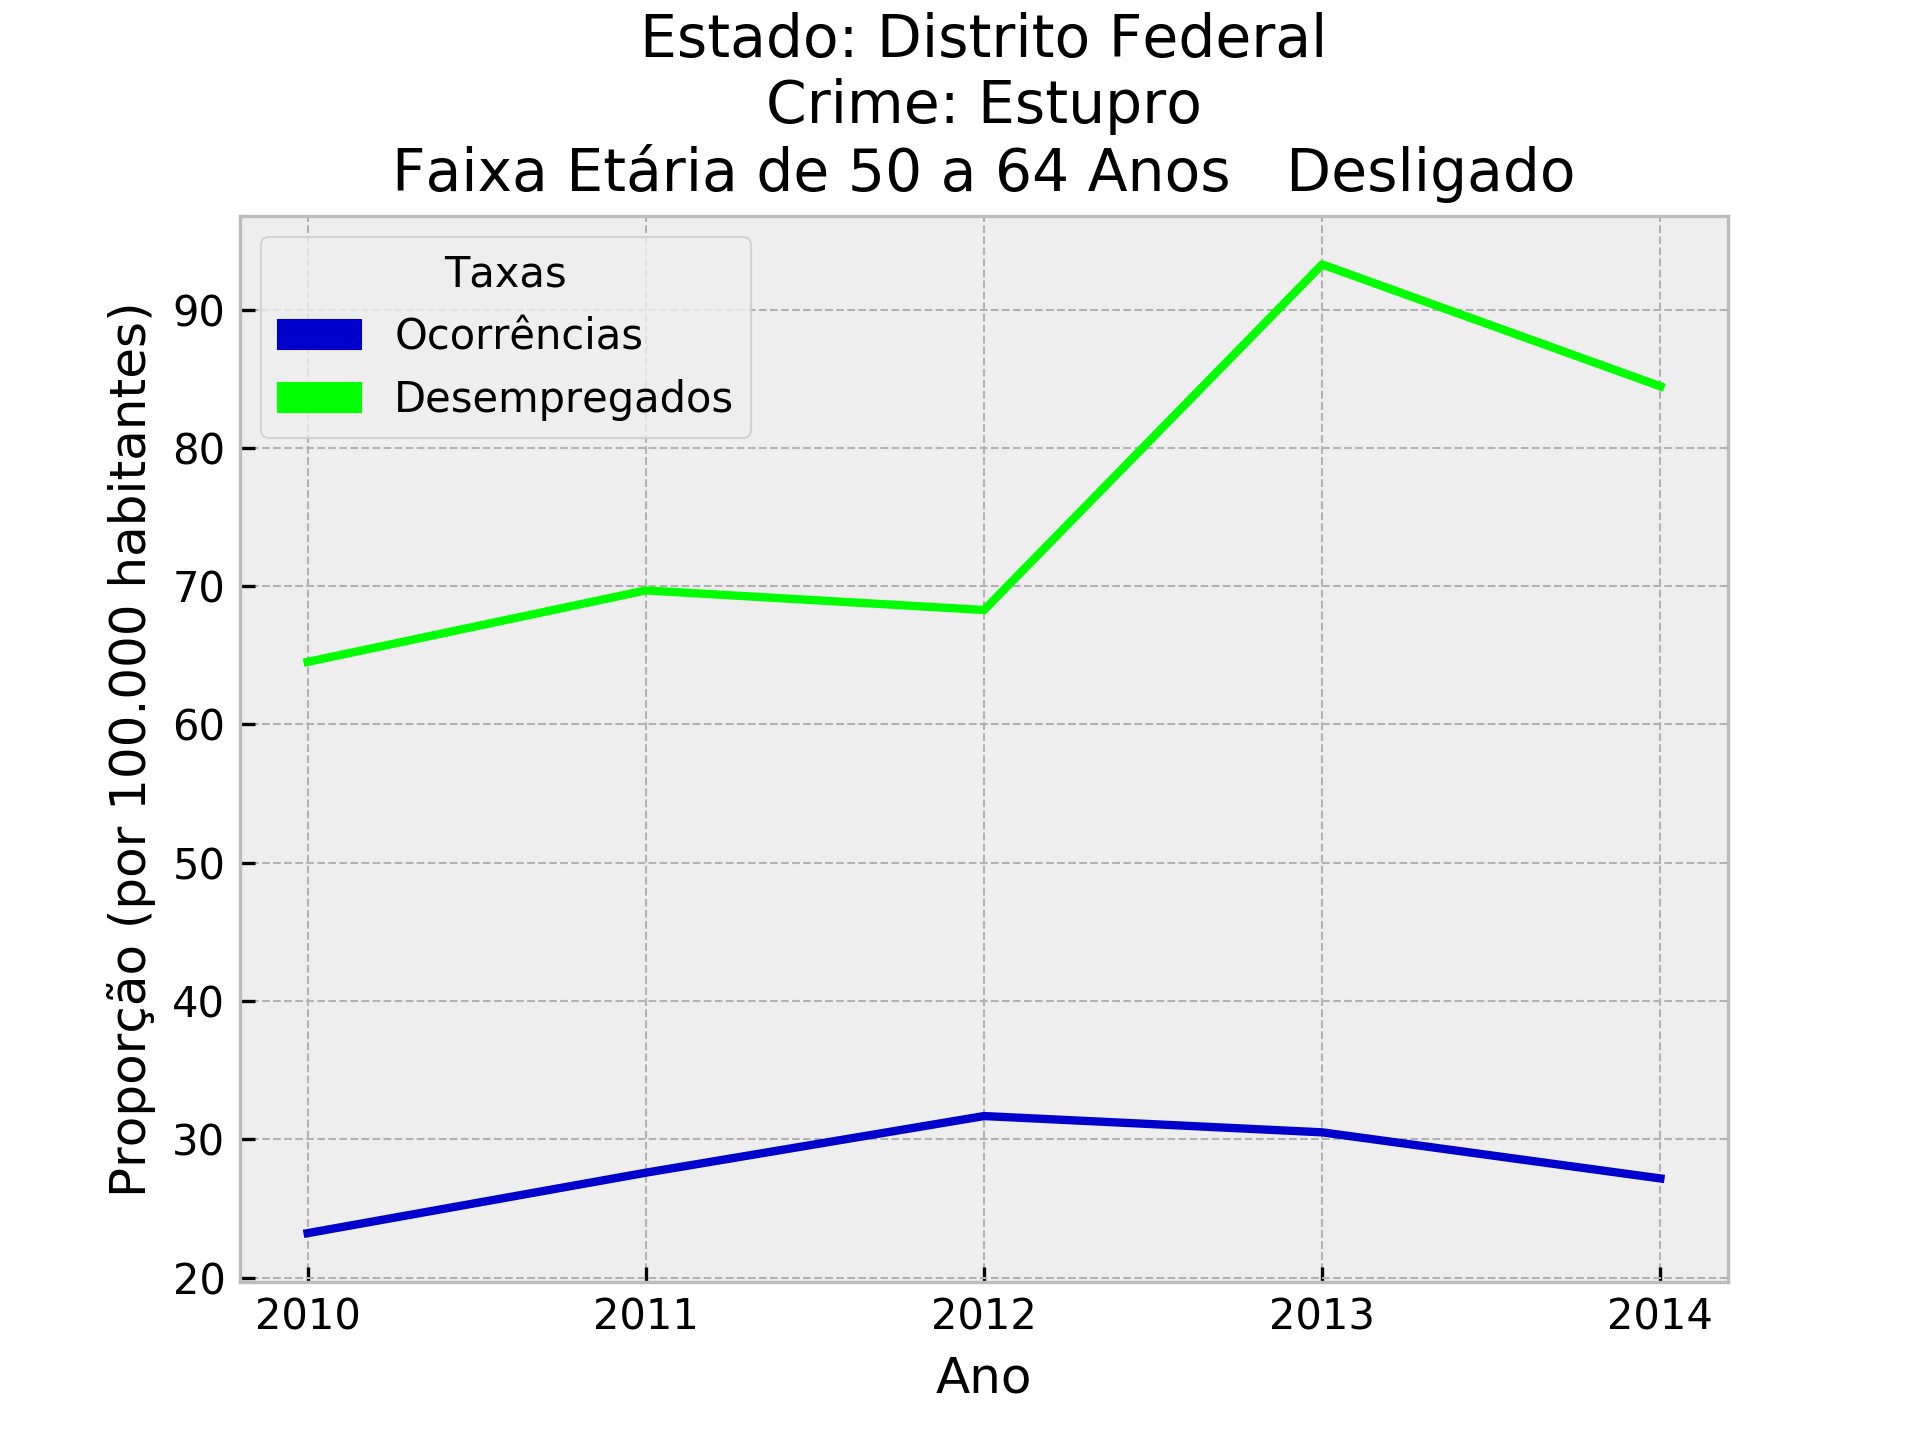 Estado: Distrito Federal
Crime: Estupro
Faixa Etária de 50 a 64 Anos   Desligado
Taxas
Ocorrências
Desempregados
Proporção (por 100.000 habitantes)
90
80
70
60
50
40
30
20
2010 2011 2012 2013 2014
Ano